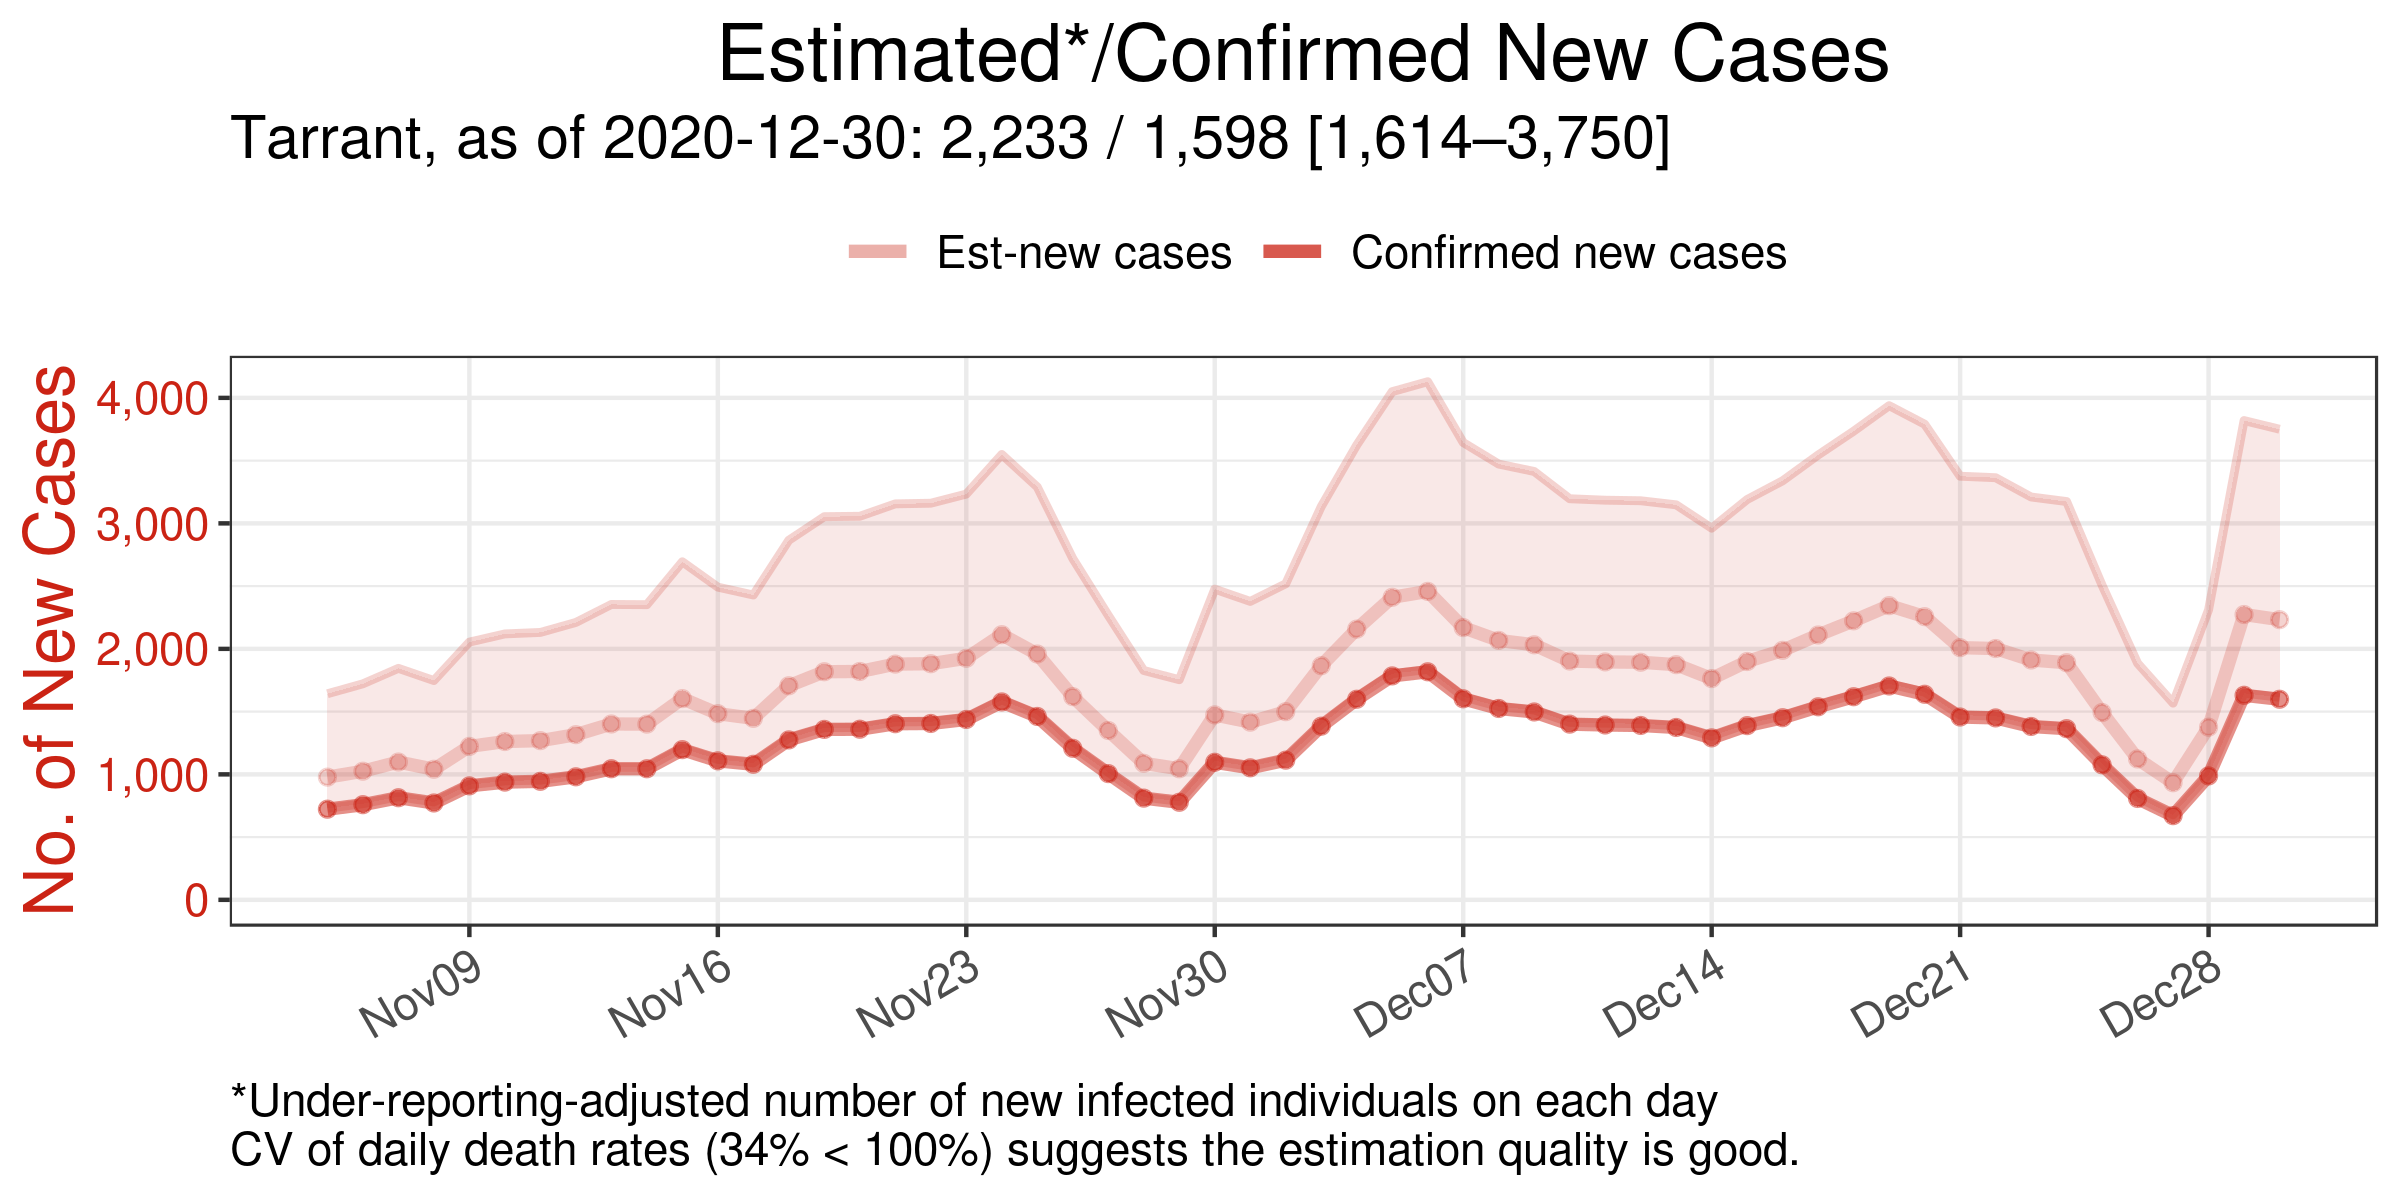 Estimated*/Confirmed New Cases
Tarrant, as of 2020-12-30: 2,233 / 1,598 [1,614–3,750]
Est-new cases
Confirmed new cases
No. of New Cases
4,000
3,000
2,000
1,000
0
Nov09
Nov16
Nov23
Nov30
Dec07
Dec14
Dec21
Dec28
*Under-reporting-adjusted number of new infected individuals on each day
CV of daily death rates (34% < 100%) suggests the estimation quality is good.